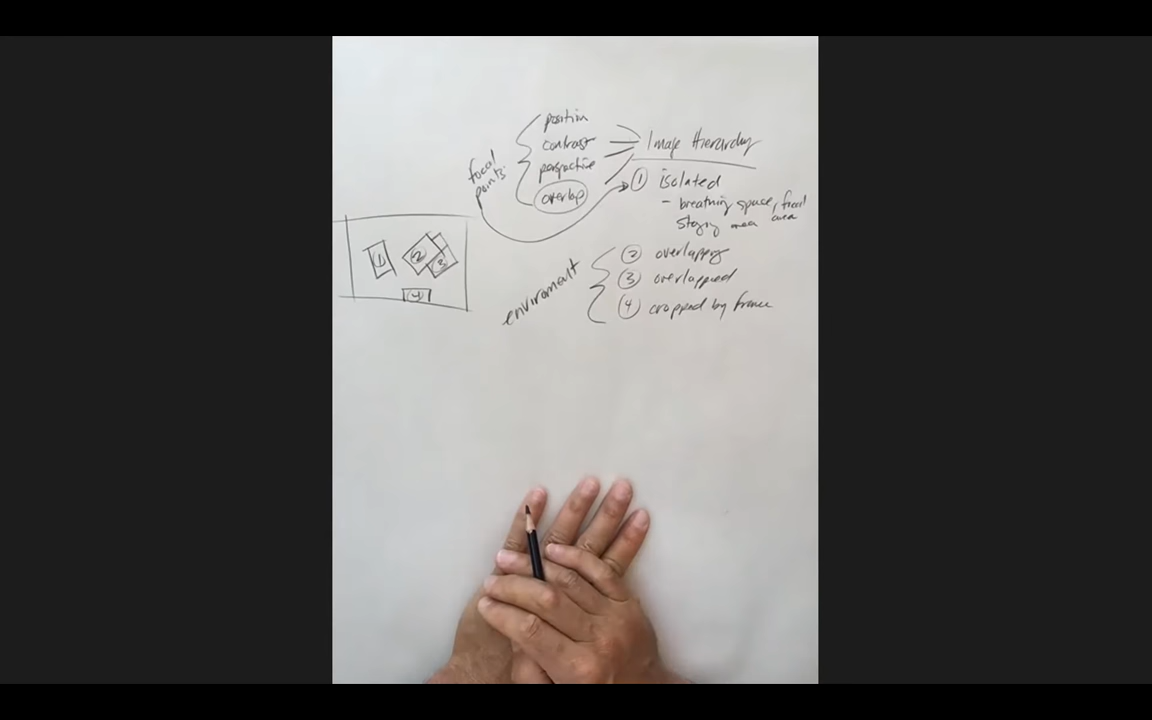 position
contrast
perspective
overlap
focal
points
Image Hierarchy
① isolated
- breathing space, focal
staging area area
② overlapping
③ overlapped
④ cropped by frame
enviroment
1
2
3
4